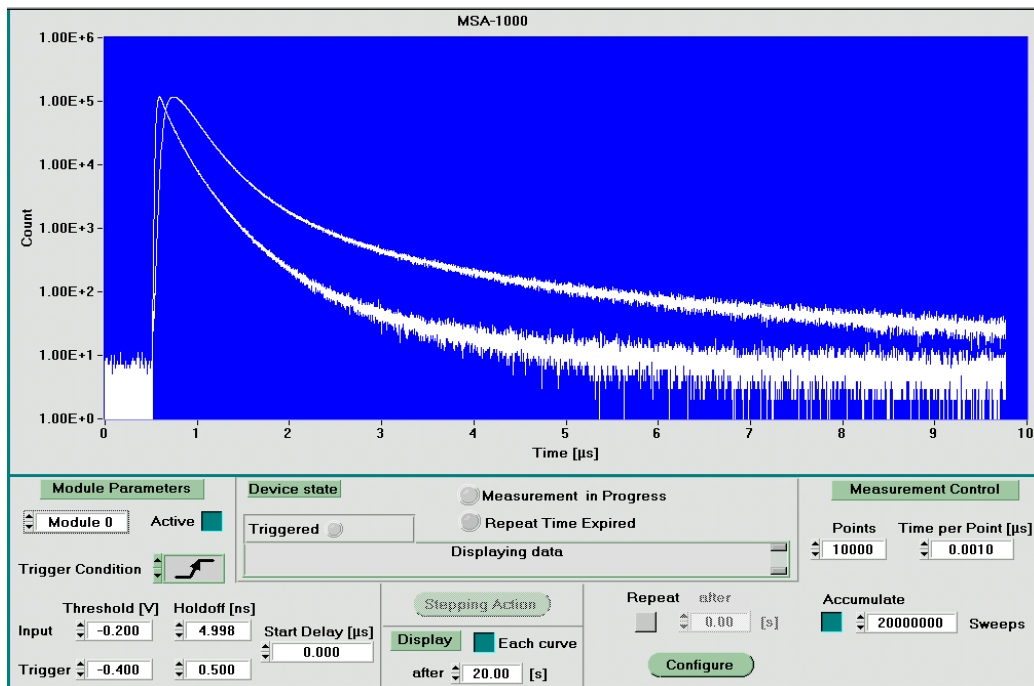 MSA-1000
1.00E+6
1.00E+5
1.00E+4
1.00E+3
1.00E+2
1.00E+1
1.00E+0
Count
0 1 2 3 4 5 6 7 8 9 10
Time [µs]
Module Parameters
Module 0
Active
Trigger Condition
Threshold [V] Holdoff [ns]
Input -0.200 4.998
Trigger -0.400 0.500
Start Delay [µs]
0.000
Device state
Measurement in Progress
Triggered
Repeat Time Expired
Displaying data
Stepping Action
Display Each curve
after 20.00 [s]
Repeat after
0.00 [s]
Configure
Measurement Control
Points Time per Point [µs]
10000 0.0010
Accumulate
20000000 Sweeps